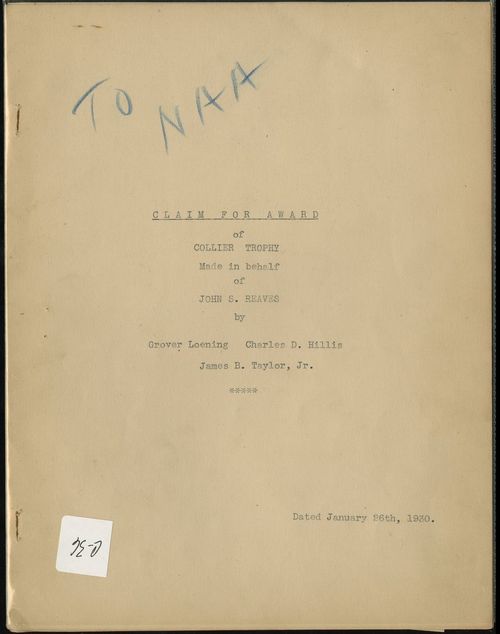 TO
NAA
CLAIM FOR AWARD
of
COLLIER TROPHY
Made in behalf
of
JOHN S. REAVES
by
Grover Loening Charles D. Hillis
James B. Taylor, Jr.
*****
Dated January 26th, 1930.